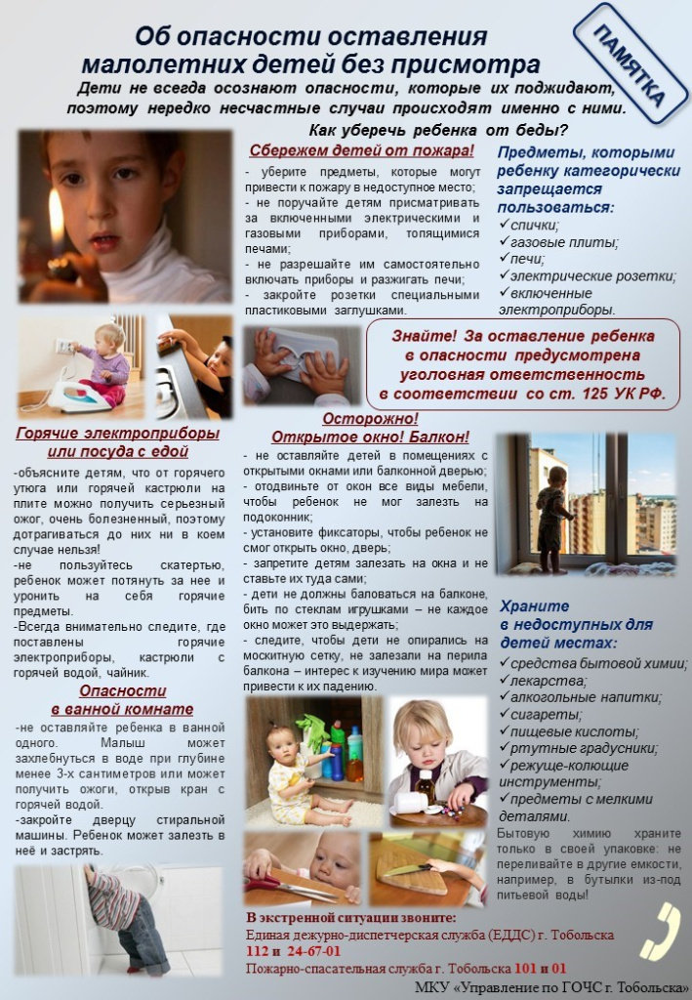 Об опасности оставления
малолетних детей без присмотра
ПАМЯТКА
Дети не всегда осознают опасности, которые их поджидают,
поэтому нередко несчастные случаи происходят именно с ними.
Как уберечь ребенка от беды?
Сбережем детей от пожара!
- уберите предметы, которые могут
привести к пожару в недоступное место;
- не поручайте детям присматривать
за включенными электрическими и
газовыми приборами, топящимися
печами;
- не разрешайте им самостоятельно
включать приборы и разжигать печи;
- закройте розетки специальными
пластиковыми заглушками.
Предметы, которыми
ребенку категорически
запрещается
пользоваться:
✓спички;
✓газовые плиты;
✓печи;
✓электрические розетки;
✓включенные
электроприборы.
Знайте! За оставление ребенка
в опасности предусмотрена
уголовная ответственность
в соответствии со ст. 125 УК РФ.
Горячие электроприборы
или посуда с едой
-объясните детям, что от горячего
утюга или горячей кастрюли на
плите можно получить серьезный
ожог, очень болезненный, поэтому
дотрагиваться до них ни в коем
случае нельзя!
-не пользуйтесь скатертью,
ребенок может потянуть за нее и
уронить на себя горячие
предметы.
-Всегда внимательно следите, где
поставлены горячие
электроприборы, кастрюли с
горячей водой, чайник.
Опасности
в ванной комнате
-не оставляйте ребенка в ванной
одного. Малыш может
захлебнуться в воде при глубине
менее 3-х сантиметров или может
получить ожоги, открыв кран с
горячей водой.
-закройте дверцу стиральной
машины. Ребенок может залезть в
неё и застрять.
Осторожно!
Открытое окно! Балкон!
- не оставляйте детей в помещениях с
открытыми окнами или балконной дверью;
- отодвиньте от окон все виды мебели,
чтобы ребенок не мог залезть на
подоконник;
- установите фиксаторы, чтобы ребенок не
смог открыть окно, дверь;
- запретите детям залезать на окна и не
ставьте их туда сами;
- дети не должны баловаться на балконе,
бить по стеклам игрушками – не каждое
окно может это выдержать;
- следите, чтобы дети не опирались на
москитную сетку, не залезали на перила
балкона – интерес к изучению мира может
привести к их падению.
Храните
в недоступных для
детей местах:
✓средства бытовой химии;
✓лекарства;
✓алкогольные напитки;
✓сигареты;
✓пищевые кислоты;
✓ртутные градусники;
✓режуще-колющие
инструменты;
✓предметы с мелкими
деталями.
Бытовую химию храните
только в своей упаковке: не
переливайте в другие емкости,
например, в бутылки из-под
питьевой воды!
В экстренной ситуации звоните:
Единая дежурно-диспетчерская служба (ЕДДС) г. Тобольска
112 и 24-67-01
Пожарно-спасательная служба г. Тобольска 101 и 01
МКУ «Управление по ГОЧС г. Тобольска»